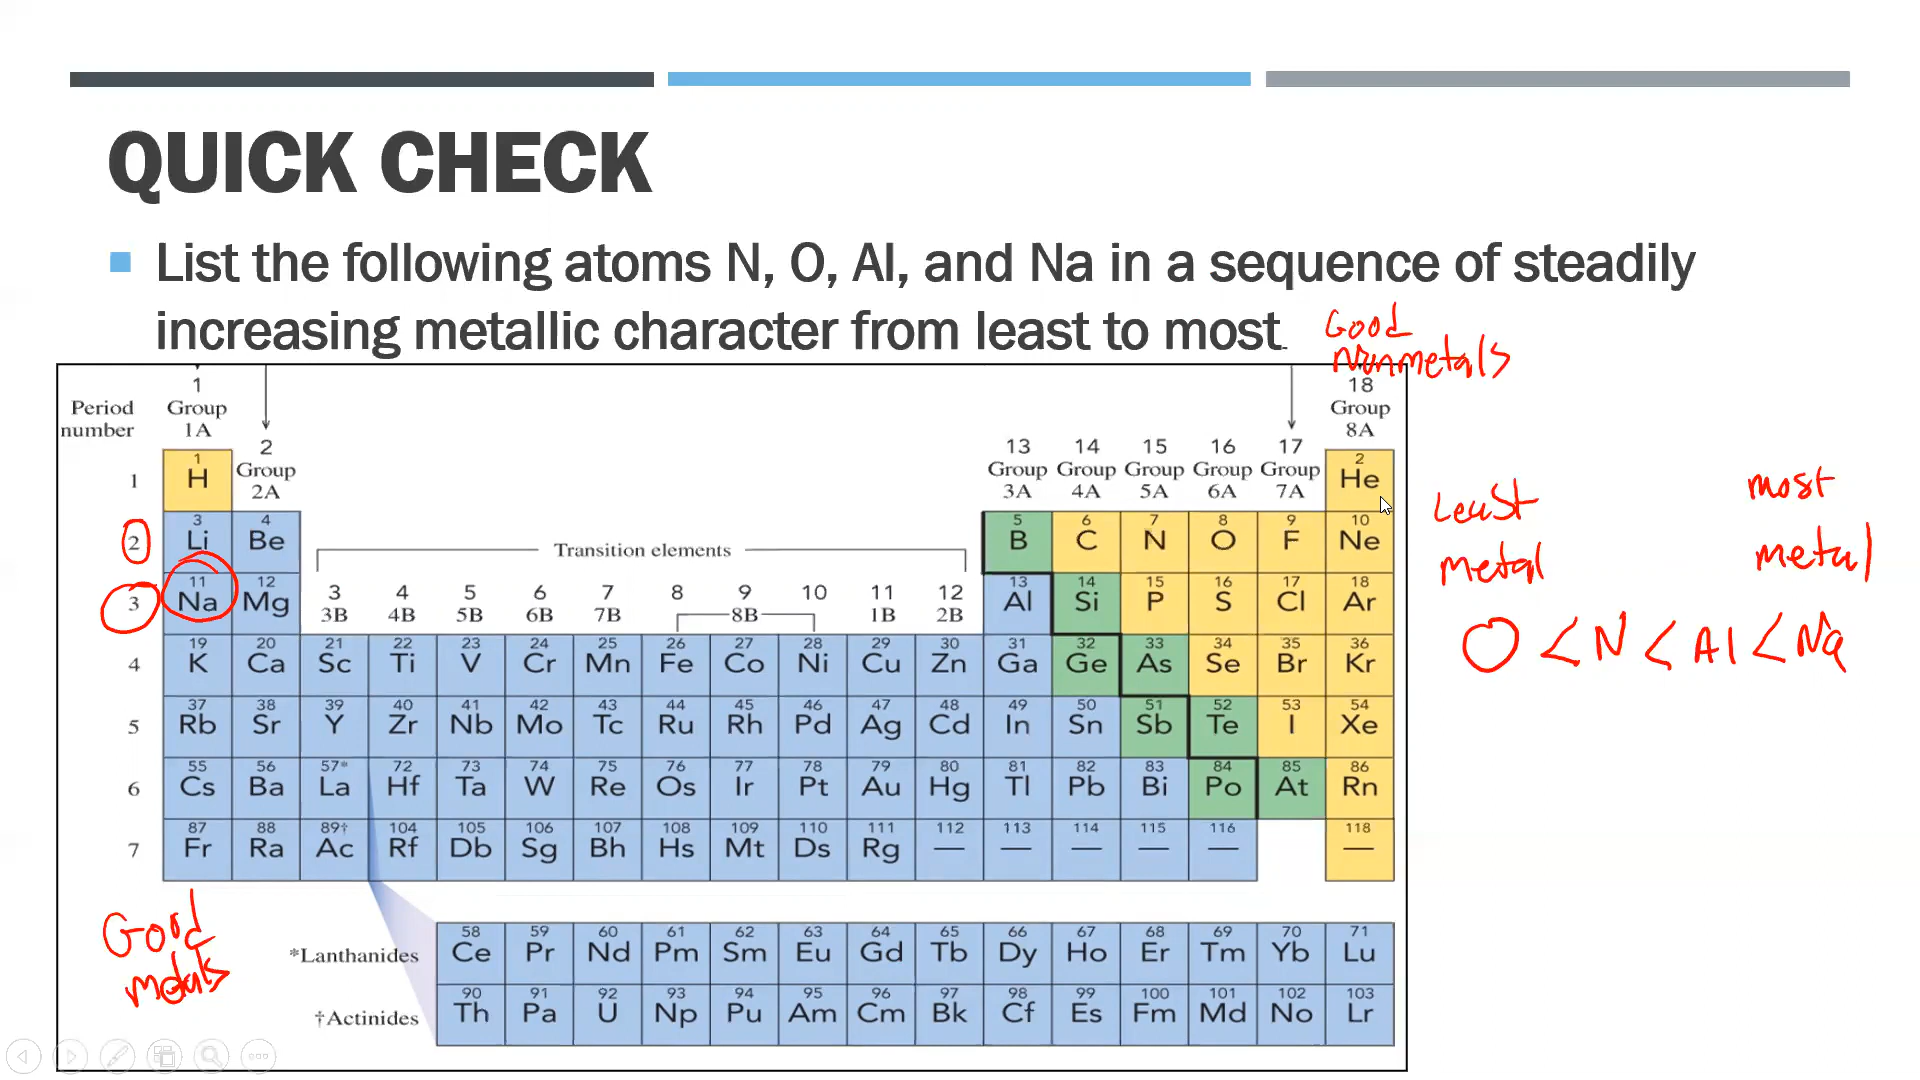 QUICK CHECK
List the following atoms N, O, Al, and Na in a sequence of steadily
increasing metallic character from least to most.
Good
nonmetals
1 18
Period Group Group
number 1A 8A
2 13 14 15 16 17
Group Group Group Group Group Group
2A 3A 4A 5A 6A 7A
1 1 H 2 He
2 3 Li 4 Be 5 B 6 C 7 N 8 O 9 F 10 Ne
Transition elements
3 11 Na 12 Mg 13 Al 14 Si 15 P 16 S 17 Cl 18 Ar
3 4 5 6 7 8 9 10 11 12
3B 4B 5B 6B 7B 8B 1B 2B
4 19 K 20 Ca 21 Sc 22 Ti 23 V 24 Cr 25 Mn 26 Fe 27 Co 28 Ni 29 Cu 30 Zn 31 Ga 32 Ge 33 As 34 Se 35 Br 36 Kr
5 37 Rb 38 Sr 39 Y 40 Zr 41 Nb 42 Mo 43 Tc 44 Ru 45 Rh 46 Pd 47 Ag 48 Cd 49 In 50 Sn 51 Sb 52 Te 53 I 54 Xe
6 55 Cs 56 Ba 57* La 72 Hf 73 Ta 74 W 75 Re 76 Os 77 Ir 78 Pt 79 Au 80 Hg 81 Tl 82 Pb 83 Bi 84 Po 85 At 86 Rn
7 87 Fr 88 Ra 89† Ac 104 Rf 105 Db 106 Sg 107 Bh 108 Hs 109 Mt 110 Ds 111 Rg 112 — 113 — 114 — 115 — 116 — 118 —
*Lanthanides 58 Ce 59 Pr 60 Nd 61 Pm 62 Sm 63 Eu 64 Gd 65 Tb 66 Dy 67 Ho 68 Er 69 Tm 70 Yb 71 Lu
†Actinides 90 Th 91 Pa 92 U 93 Np 94 Pu 95 Am 96 Cm 97 Bk 98 Cf 99 Es 100 Fm 101 Md 102 No 103 Lr
Good
metals
Least most
metal metal
O < N < Al < Na